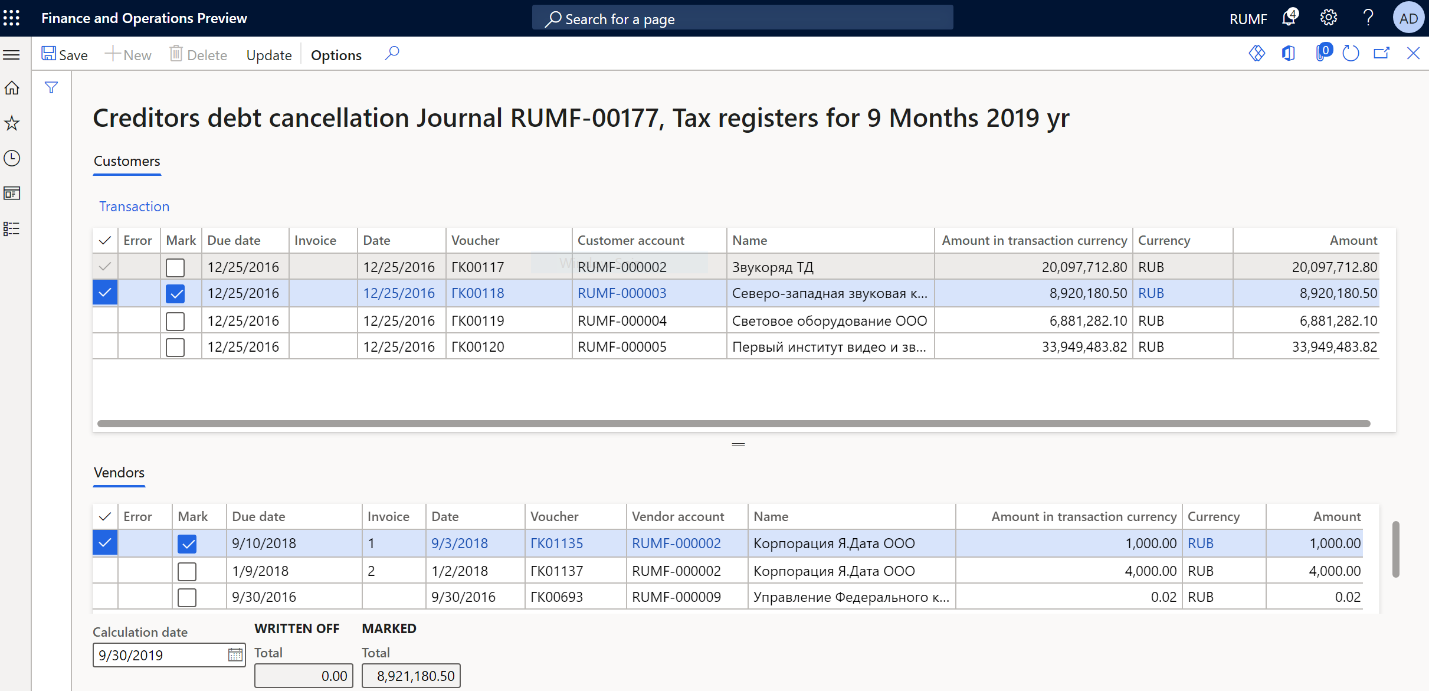 Finance and Operations Preview Search for a page RUMF 4 ? AD
Save New Delete Update Options 0
Creditors debt cancellation Journal RUMF-00177, Tax registers for 9 Months 2019 yr
Customers
Transaction
Error Mark Due date Invoice Date Voucher Customer account Name Amount in transaction currency Currency Amount
12/25/2016 12/25/2016 ГК00117 RUMF-000002 Звукоряд ТД 20,097,712.80 RUB 20,097,712.80
12/25/2016 12/25/2016 ГК00118 RUMF-000003 Северо-западная звуковая к... 8,920,180.50 RUB 8,920,180.50
12/25/2016 12/25/2016 ГК00119 RUMF-000004 Световое оборудование ООО 6,881,282.10 RUB 6,881,282.10
12/25/2016 12/25/2016 ГК00120 RUMF-000005 Первый институт видео и зв... 33,949,483.82 RUB 33,949,483.82
Vendors
Error Mark Due date Invoice Date Voucher Vendor account Name Amount in transaction currency Currency Amount
9/10/2018 1 9/3/2018 ГК01135 RUMF-000002 Корпорация Я.Дата ООО 1,000.00 RUB 1,000.00
1/9/2018 2 1/2/2018 ГК01137 RUMF-000002 Корпорация Я.Дата ООО 4,000.00 RUB 4,000.00
9/30/2016 9/30/2016 ГК00693 RUMF-000009 Управление Федерального к... 0.02 RUB 0.02
Calculation date WRITTEN OFF MARKED
Total Total
9/30/2019 0.00 8,921,180.50